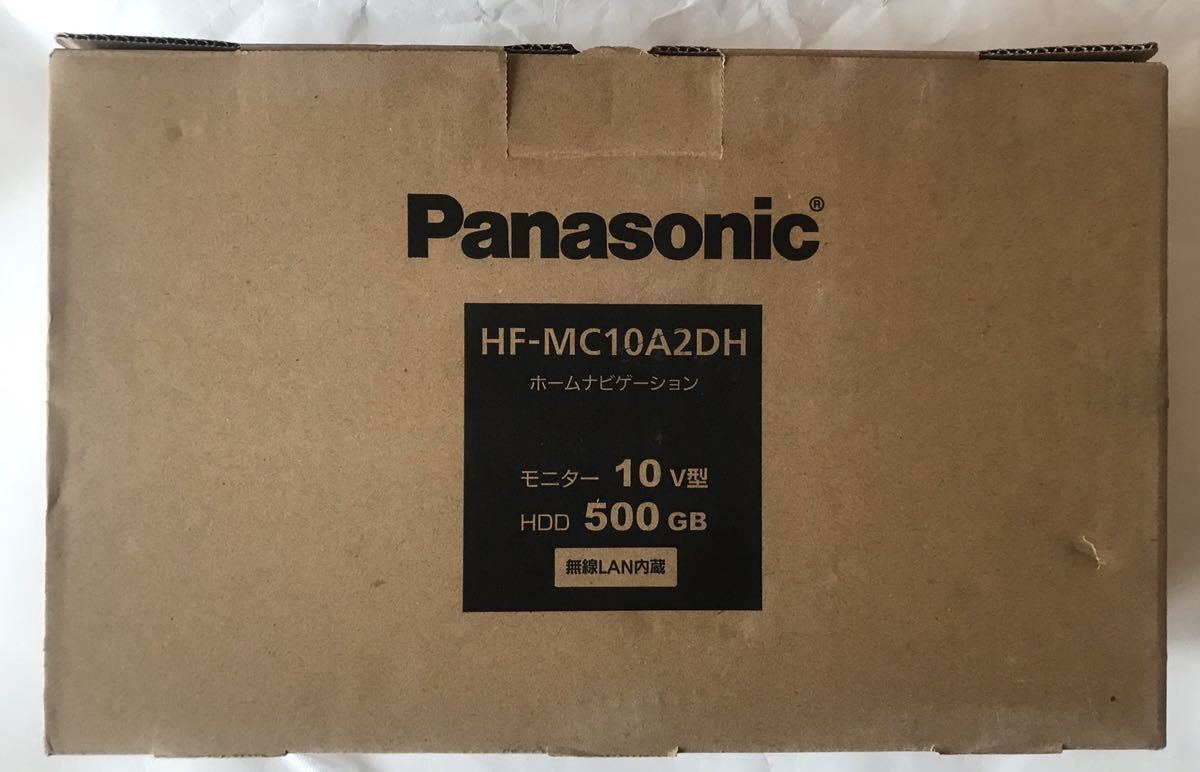 Panasonic®
HF-MC10A2DH
ホームナビゲーション
モニター 10 V型
HDD 500 GB
無線LAN内蔵